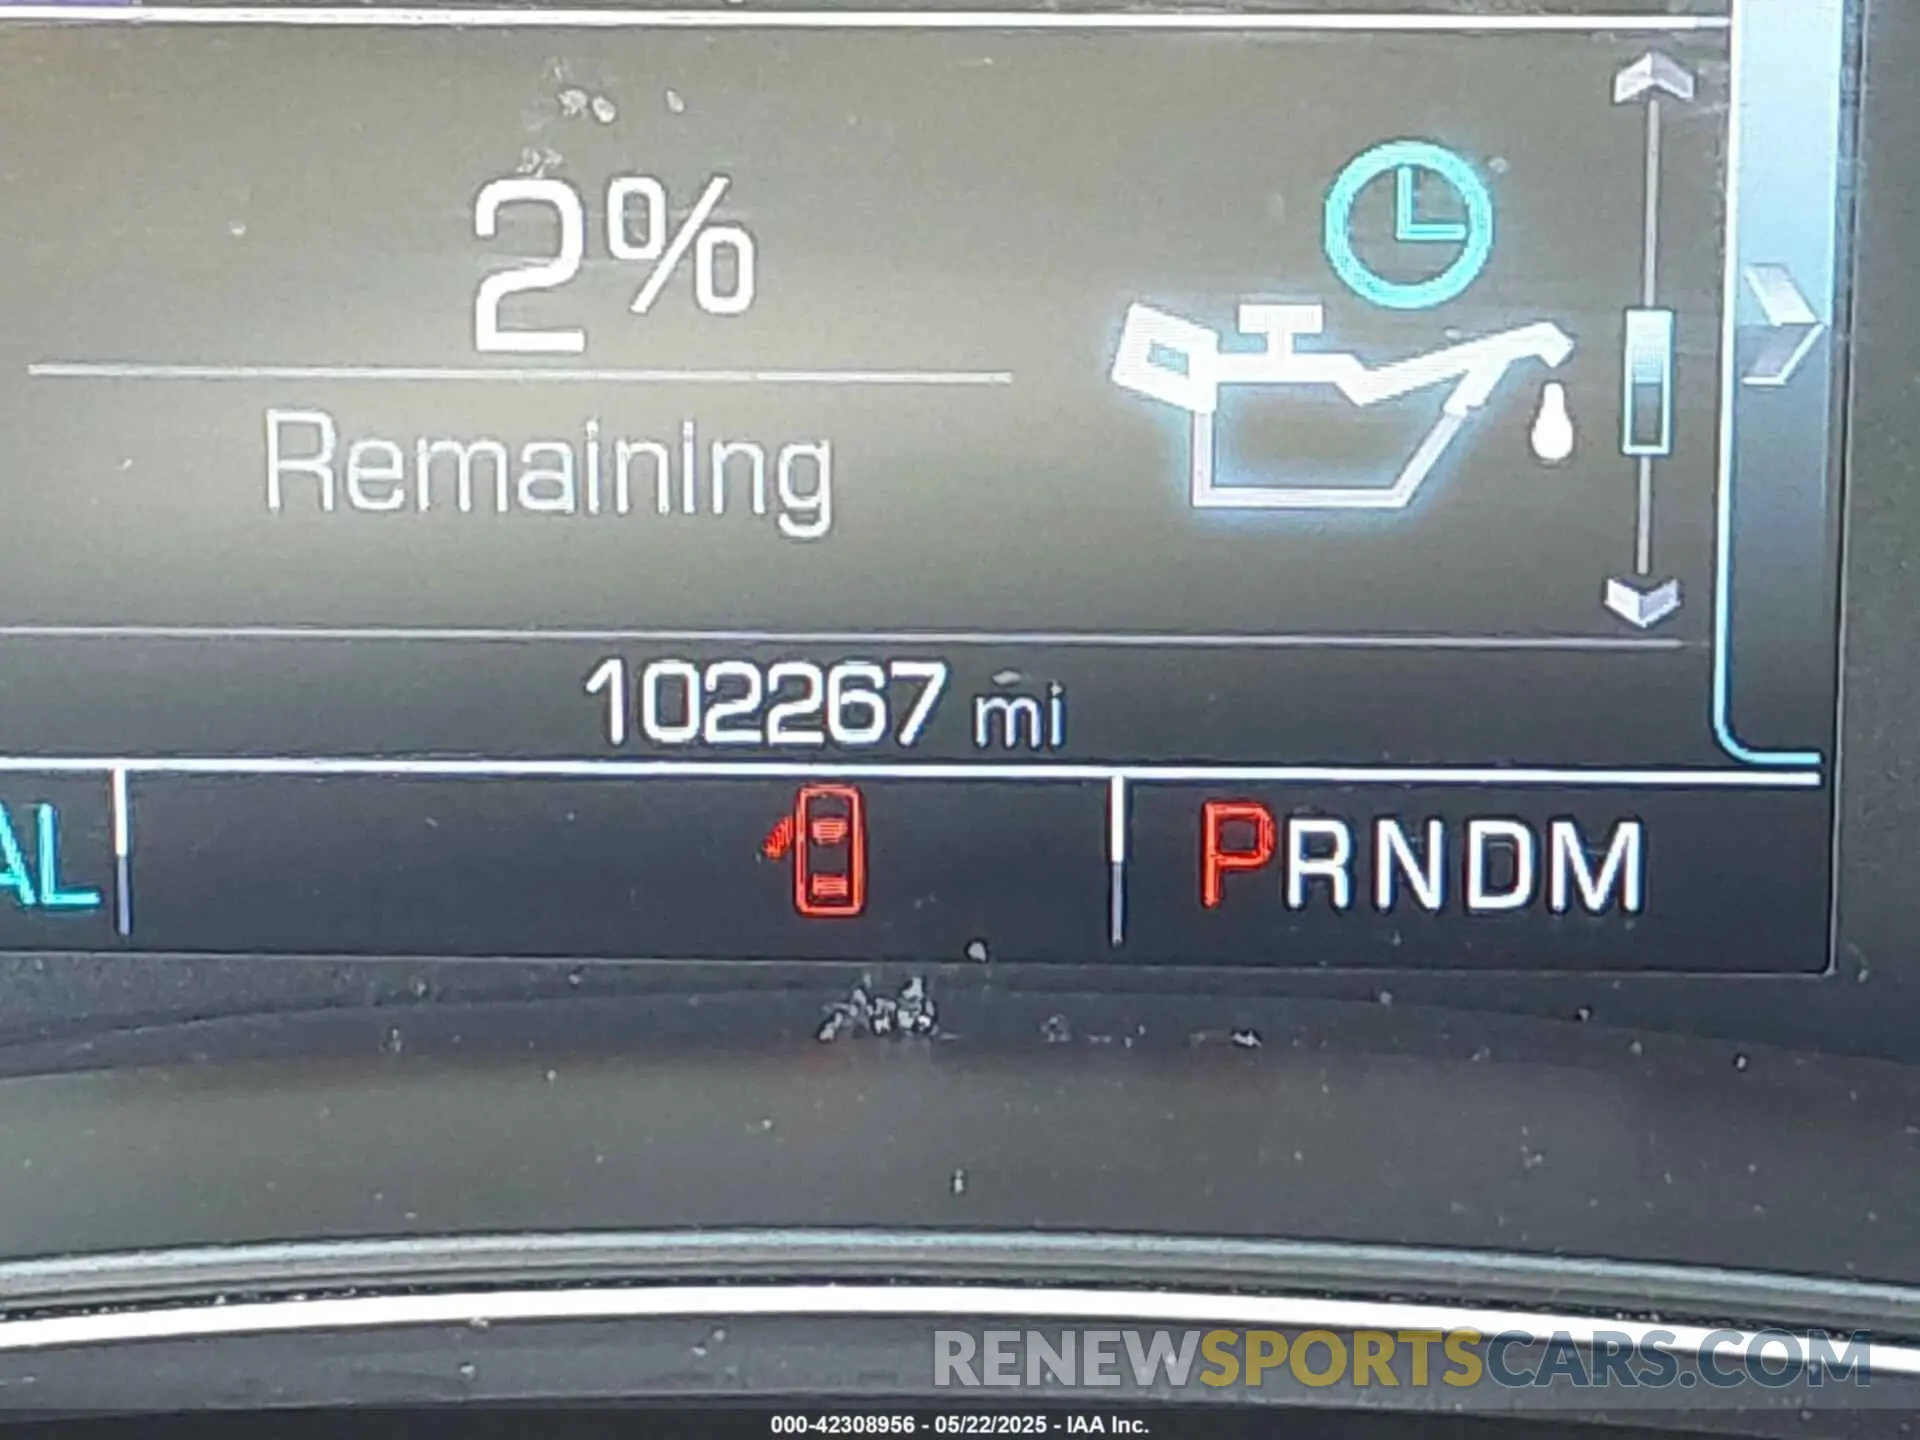 2%
Remaining
102267 mi
AL
PRNDM
RENEWSPORTSCARS.COM
000-42308956 - 05/22/2025 - IAA Inc.